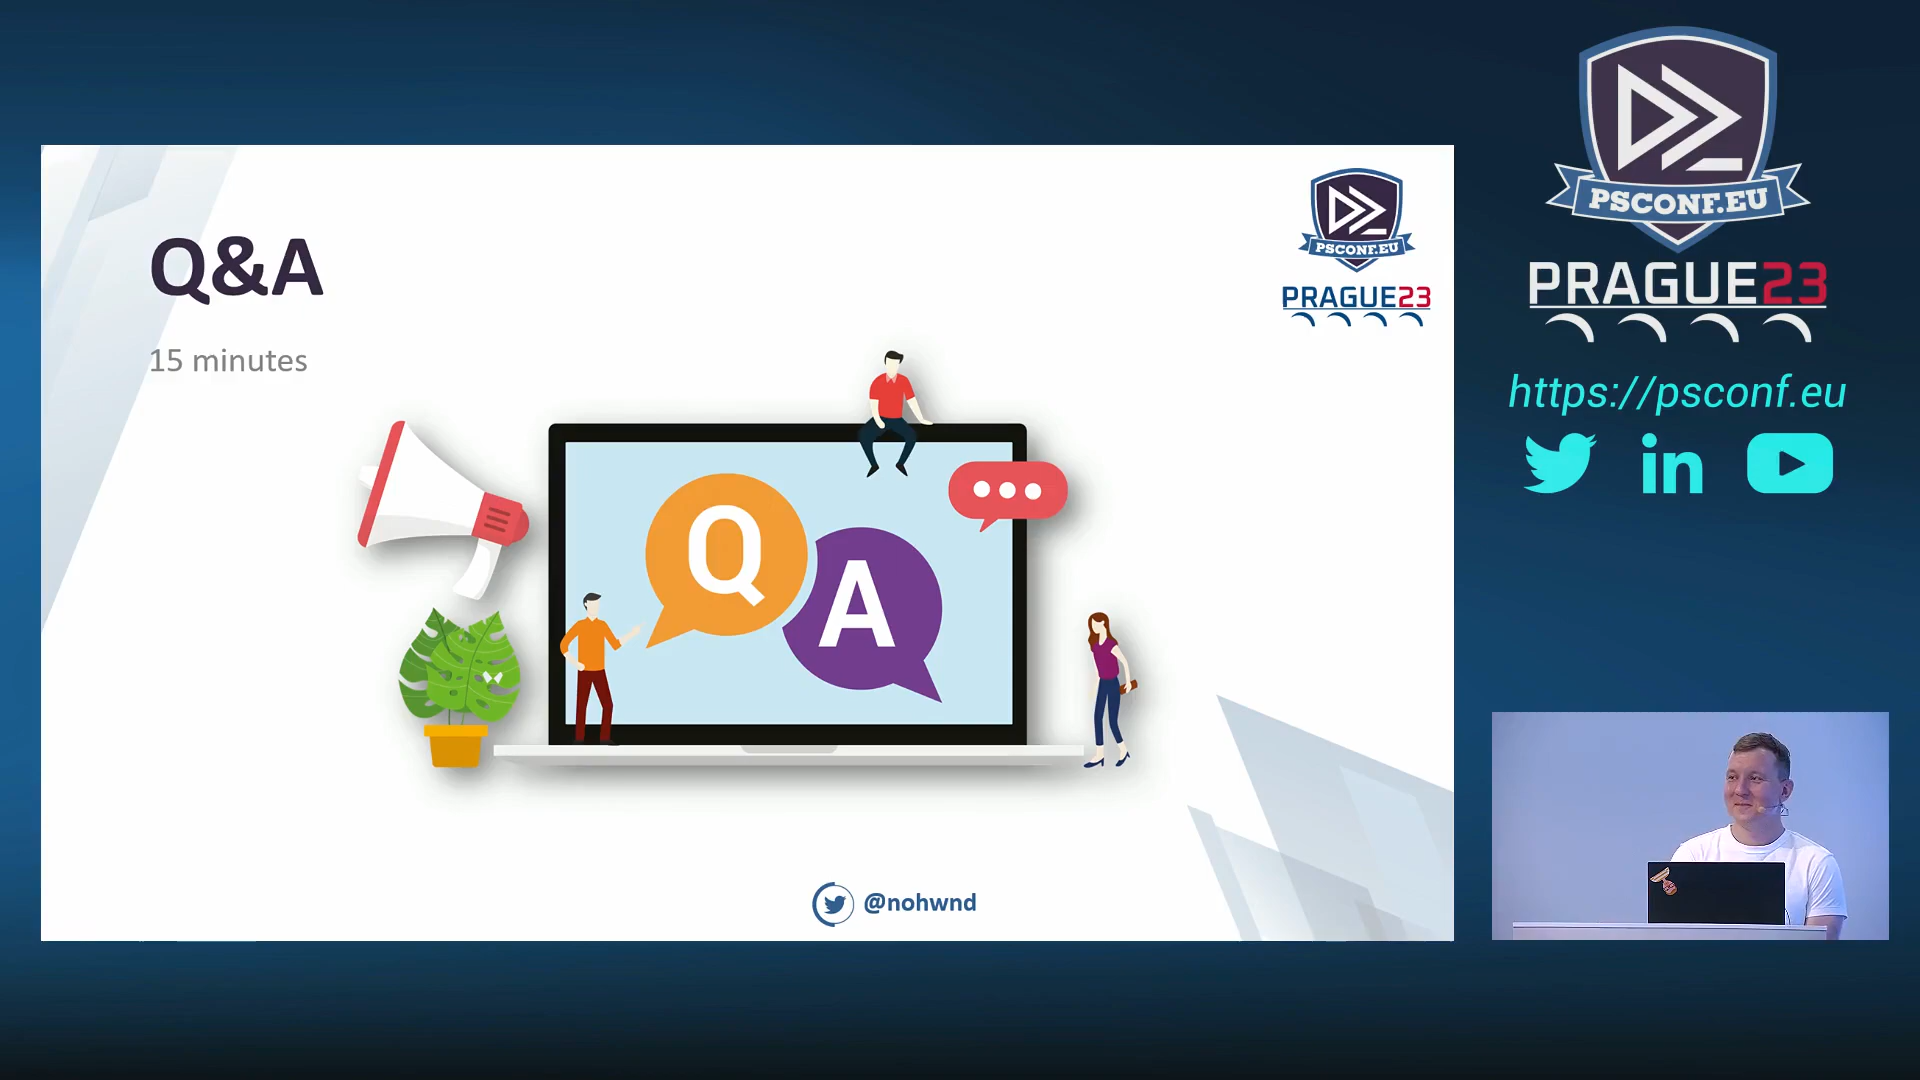 Q&A
15 minutes
PSCONF.EU
PRAGUE23
Q
A
@nohwnd
PSCONF.EU
PRAGUE23
https://psconf.eu
in